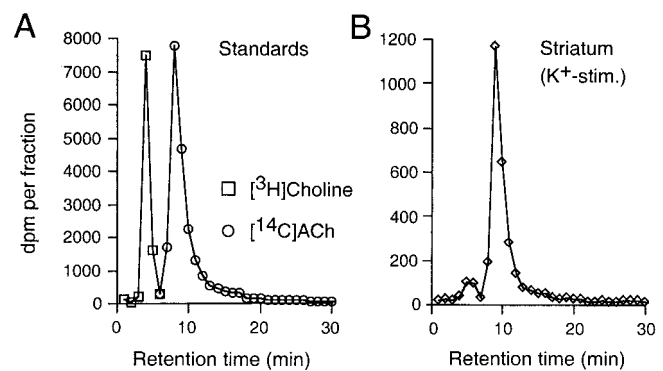 A
Standards
dpm per fraction
8000
7000
6000
5000
4000
3000
2000
1000
0
[³H]Choline
[¹⁴C]ACh
0
10
20
30
Retention time (min)
B
Striatum
(K⁺-stim.)
1200
1000
800
600
400
200
0
0
10
20
30
Retention time (min)